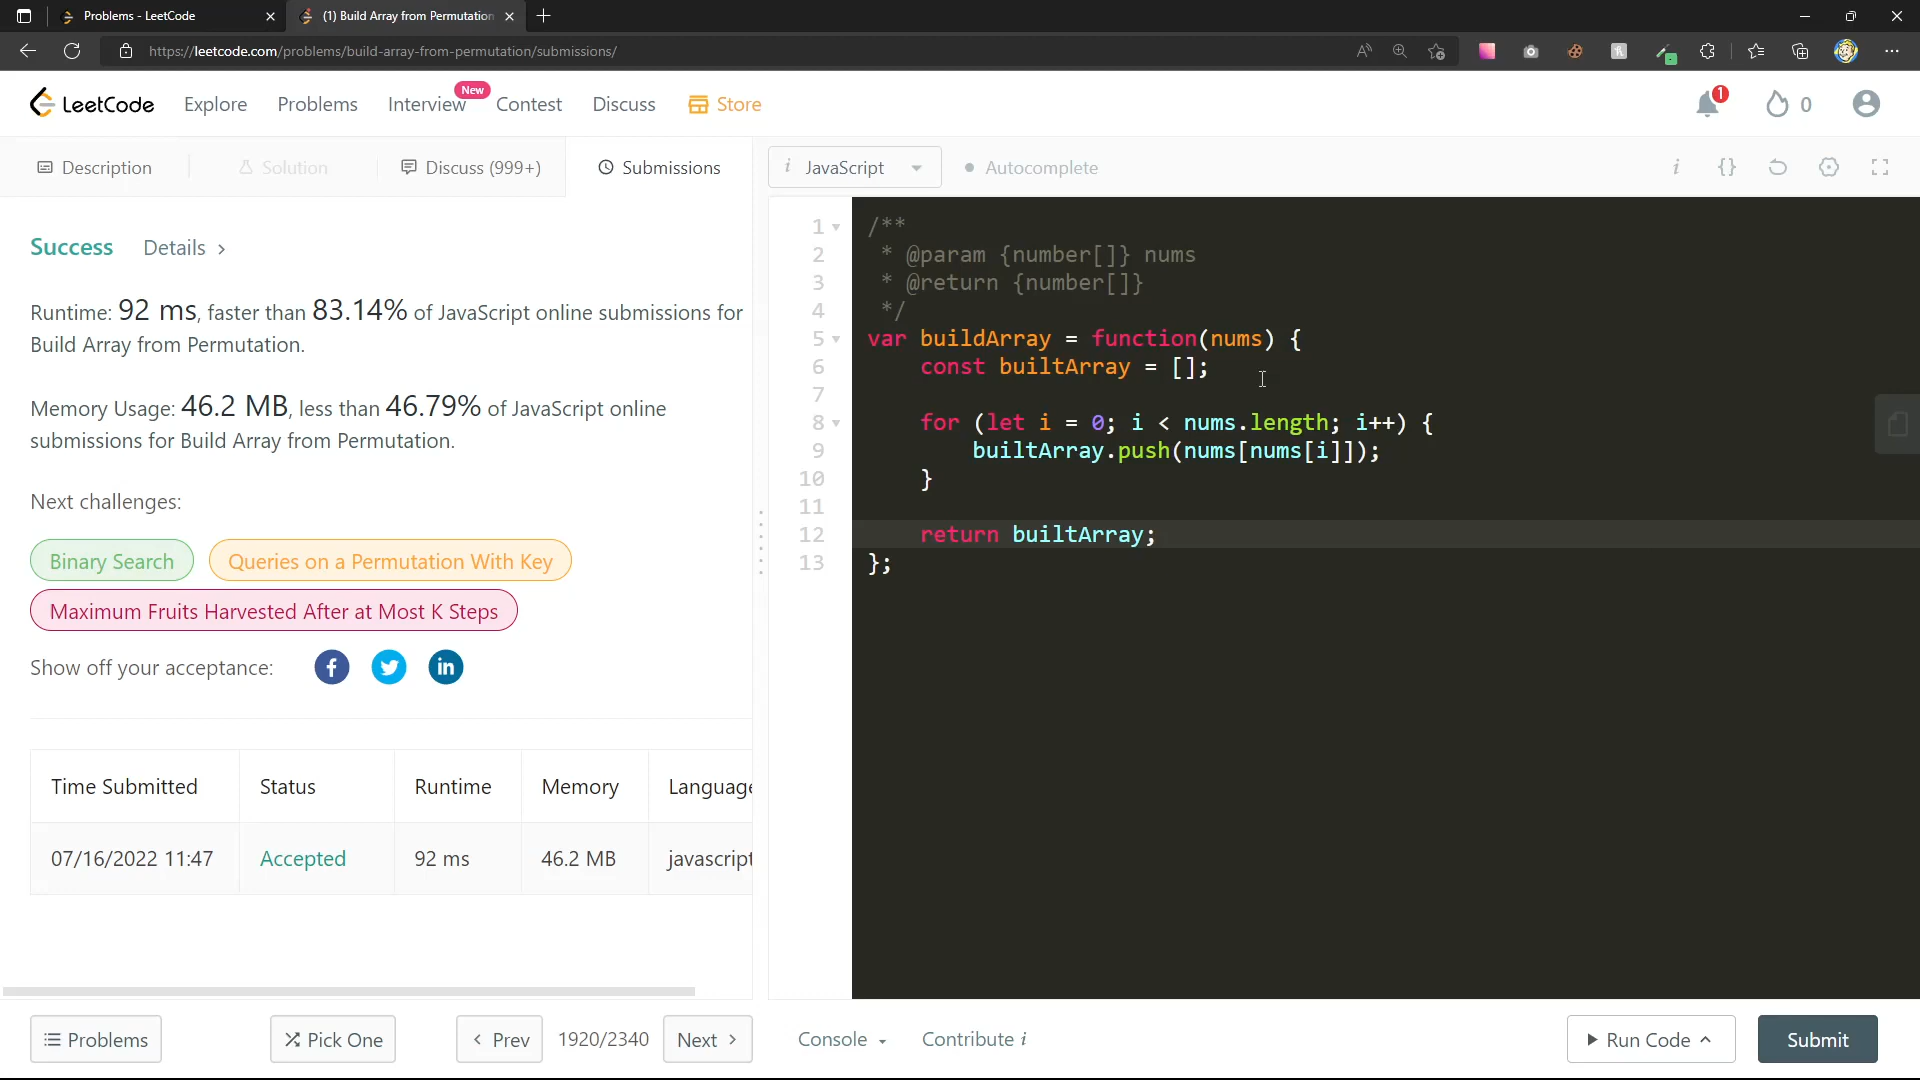 Problems - LeetCode
(1) Build Array from Permutation
https://leetcode.com/problems/build-array-from-permutation/submissions/
LeetCode
Explore
Problems
Interview
New
Contest
Discuss
Store
1
0
Description
Solution
Discuss (999+)
Submissions
i JavaScript
Autocomplete
i {}
Success Details >
Runtime: 92 ms, faster than 83.14% of JavaScript online submissions for
Build Array from Permutation.
Memory Usage: 46.2 MB, less than 46.79% of JavaScript online
submissions for Build Array from Permutation.
Next challenges:
Binary Search
Queries on a Permutation With Key
Maximum Fruits Harvested After at Most K Steps
Show off your acceptance:
Time Submitted Status Runtime Memory Language
07/16/2022 11:47 Accepted 92 ms 46.2 MB javascript
1 /**
2 * @param {number[]} nums
3 * @return {number[]}
4 */
5 var buildArray = function(nums) {
6 const builtArray = [];
7
8 for (let i = 0; i < nums.length; i++) {
9 builtArray.push(nums[nums[i]]);
10 }
11
12 return builtArray;
13 };
Problems
Pick One
< Prev
1920/2340
Next >
Console
Contribute i
Run Code
Submit